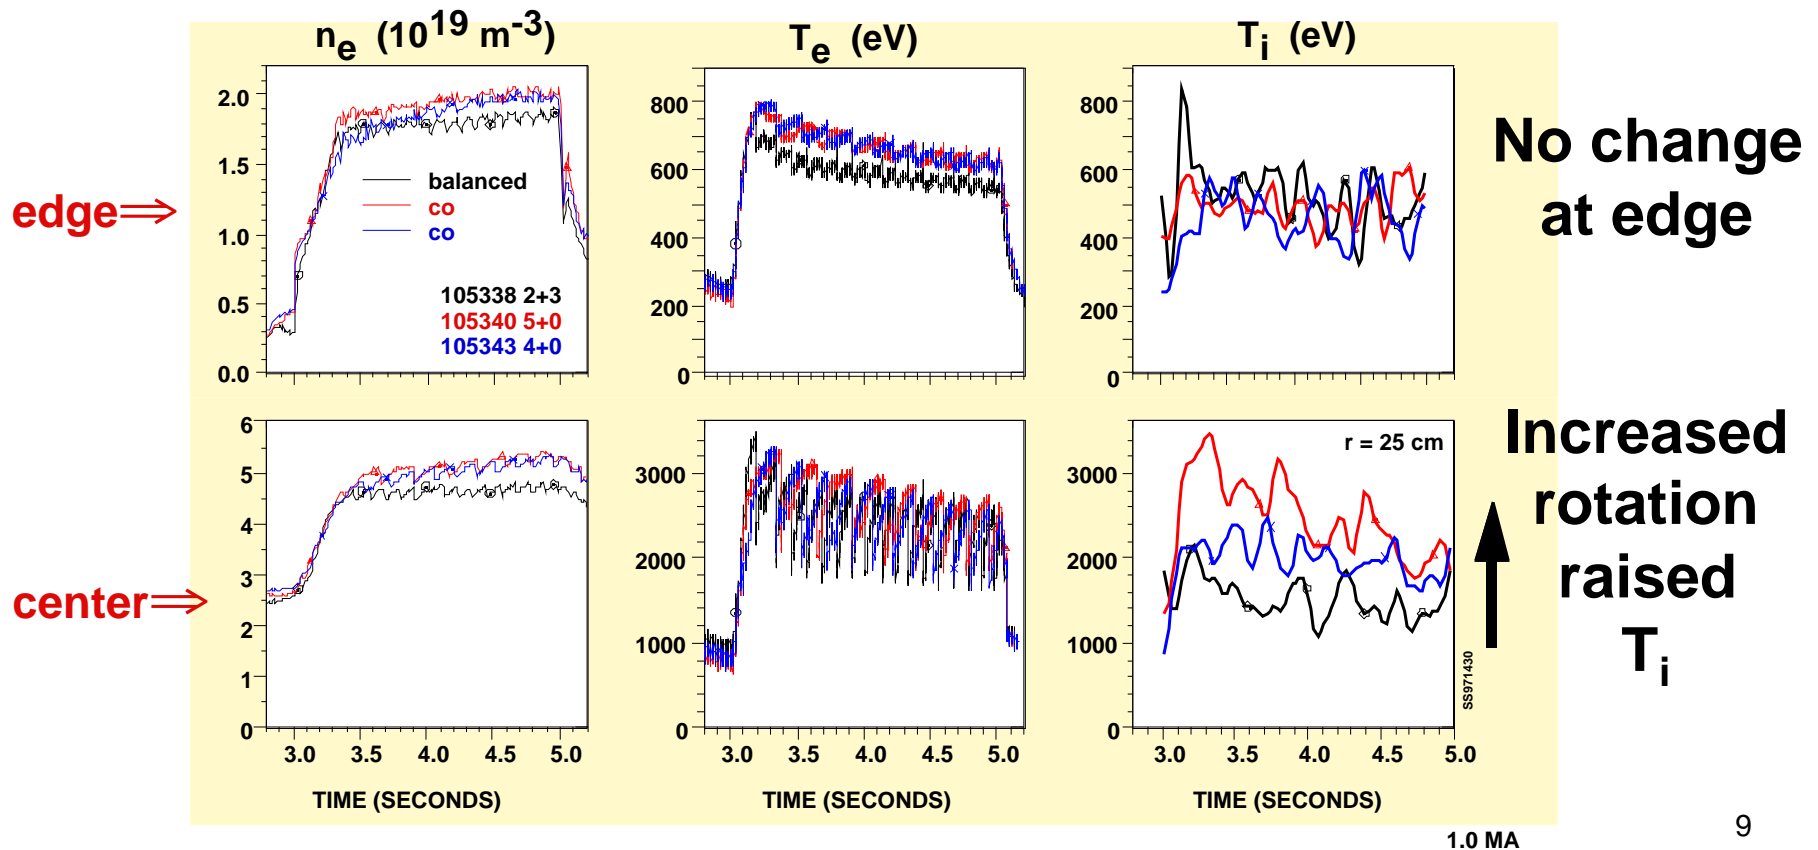 n_e (10^19 m^-3)
T_e (eV)
T_i (eV)
edge⇒
2.0
1.5
1.0
0.5
0.0
balanced
co
co
105338 2+3
105340 5+0
105343 4+0
800
600
400
200
0
800
600
400
200
0
No change
at edge
center⇒
6
5
4
3
2
1
0
3.0 3.5 4.0 4.5 5.0
TIME (SECONDS)
3000
2000
1000
0
3.0 3.5 4.0 4.5 5.0
TIME (SECONDS)
r = 25 cm
3000
2000
1000
0
3.0 3.5 4.0 4.5 5.0
TIME (SECONDS)
SS971430
Increased
rotation
raised
T_i
1.0 MA
9